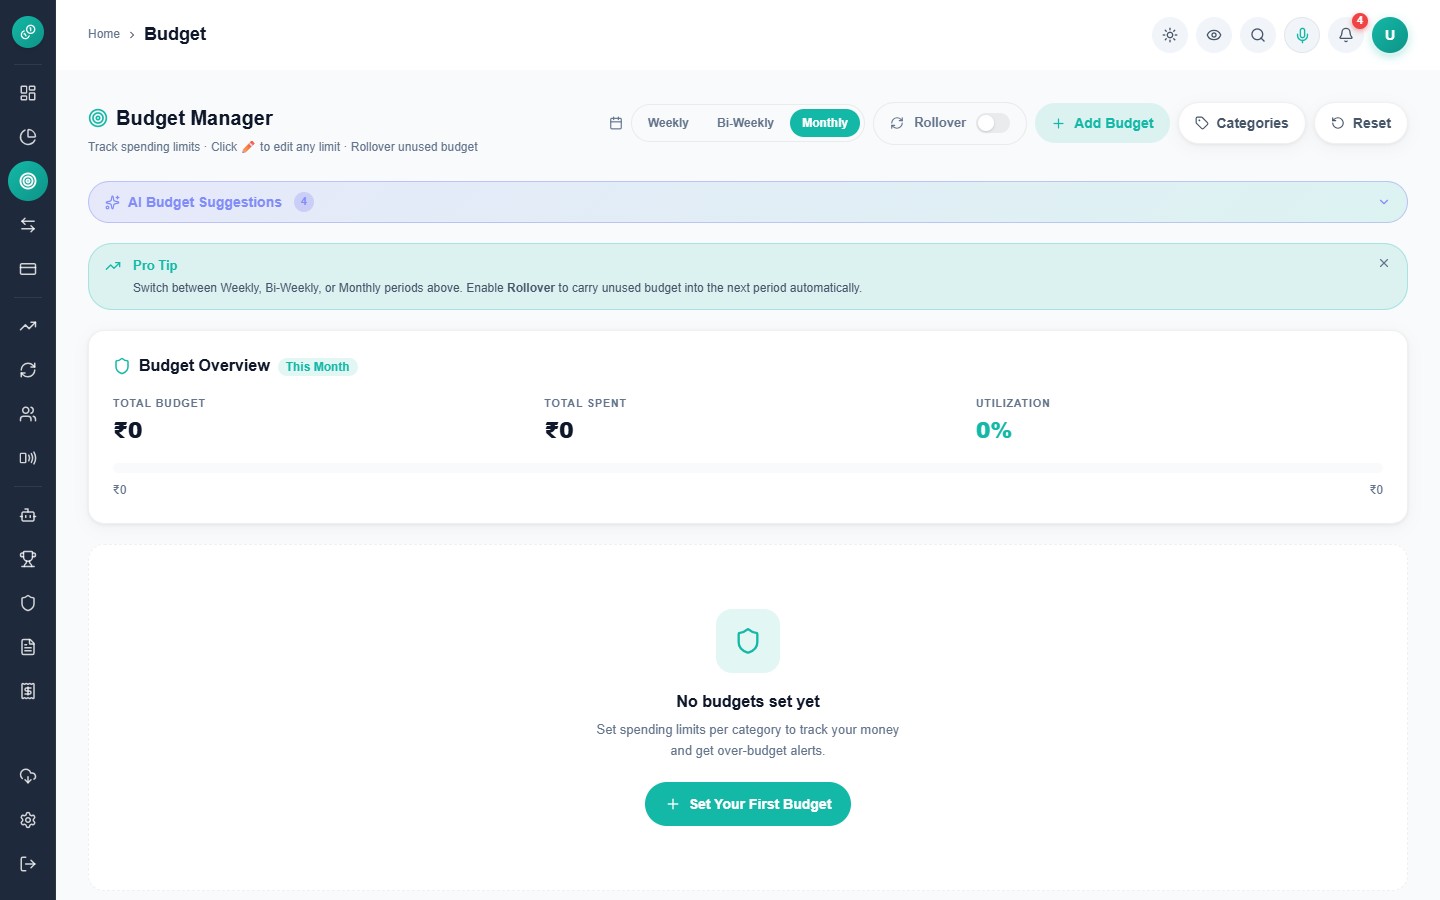 Home › Budget
4
U
Budget Manager
Track spending limits · Click ✏️ to edit any limit · Rollover unused budget
Weekly
Bi-Weekly
Monthly
Rollover
Add Budget
Categories
Reset
AI Budget Suggestions 4
Pro Tip
Switch between Weekly, Bi-Weekly, or Monthly periods above. Enable Rollover to carry unused budget into the next period automatically.
Budget Overview This Month
TOTAL BUDGET
₹0
TOTAL SPENT
₹0
UTILIZATION
0%
₹0
₹0
No budgets set yet
Set spending limits per category to track your money
and get over-budget alerts.
Set Your First Budget